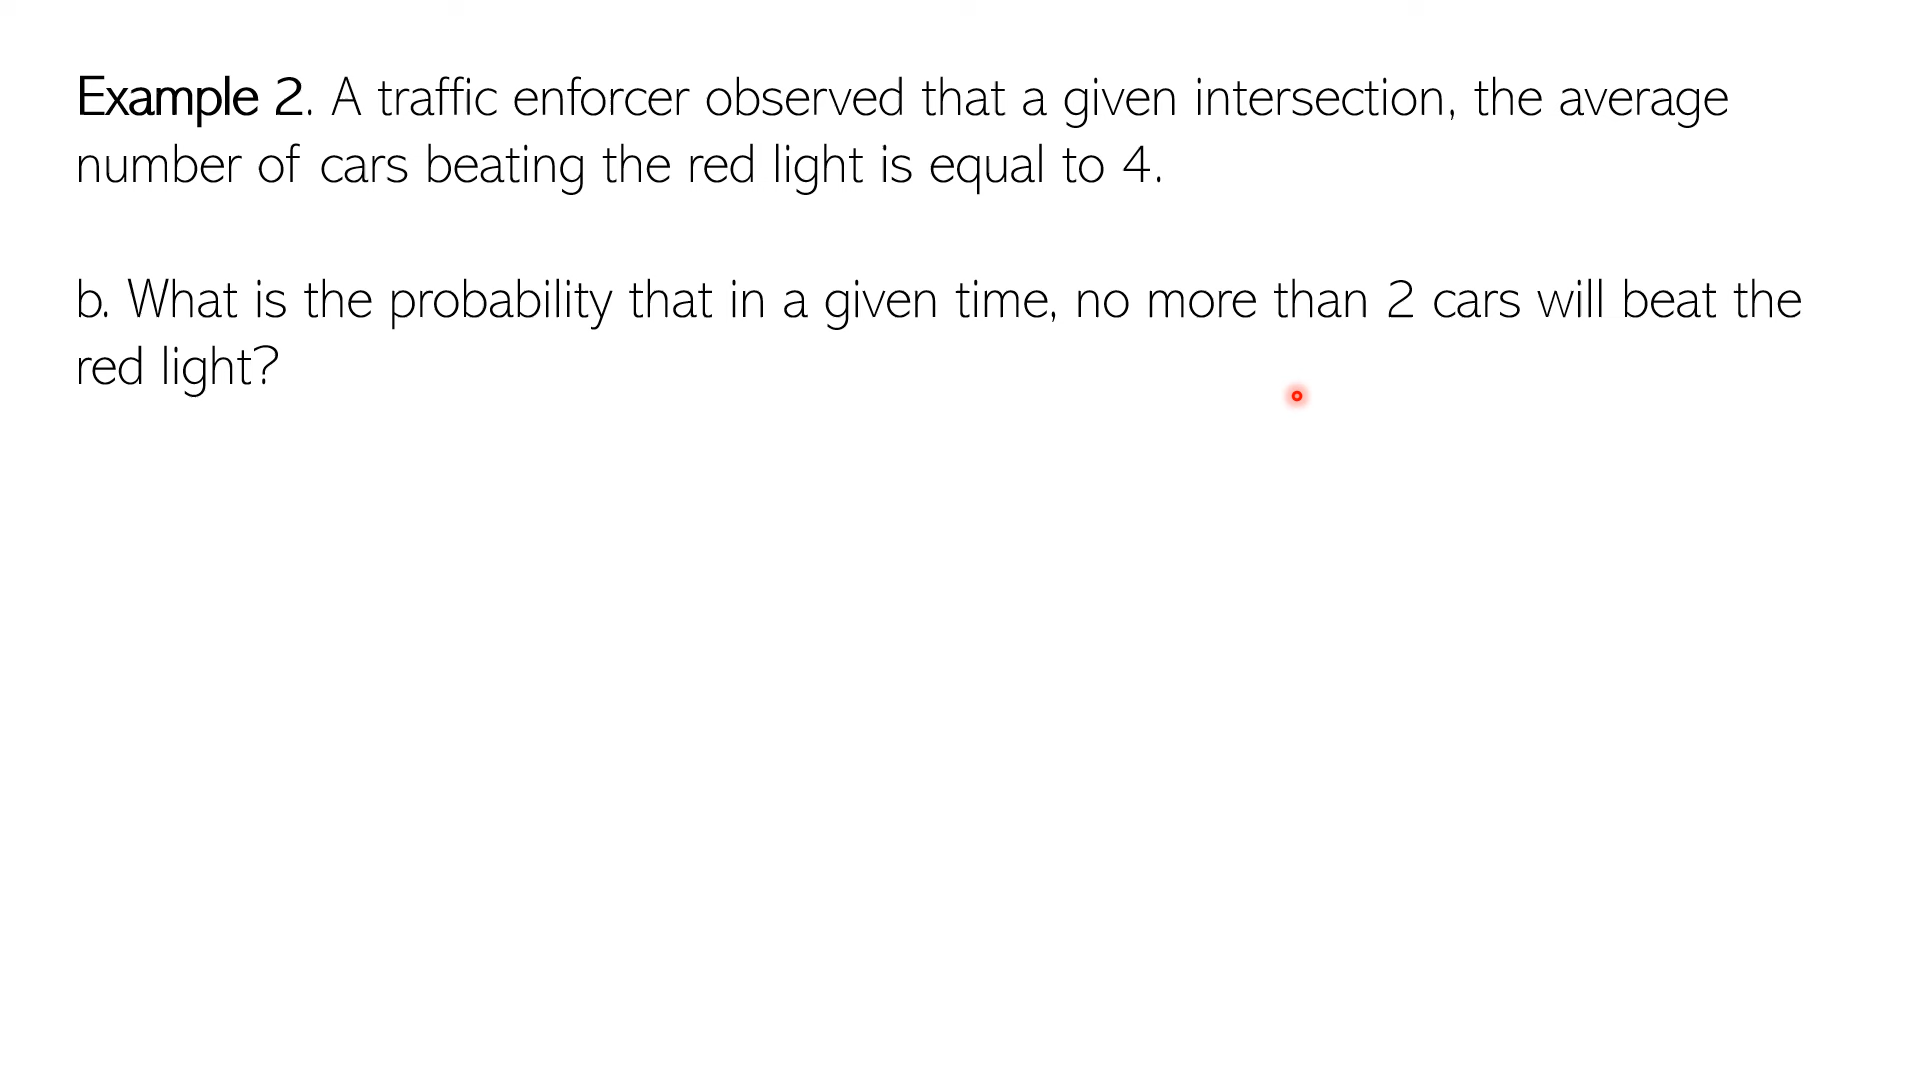 Example 2. A traffic enforcer observed that a given intersection, the average
number of cars beating the red light is equal to 4.
b. What is the probability that in a given time, no more than 2 cars will beat the
red light?